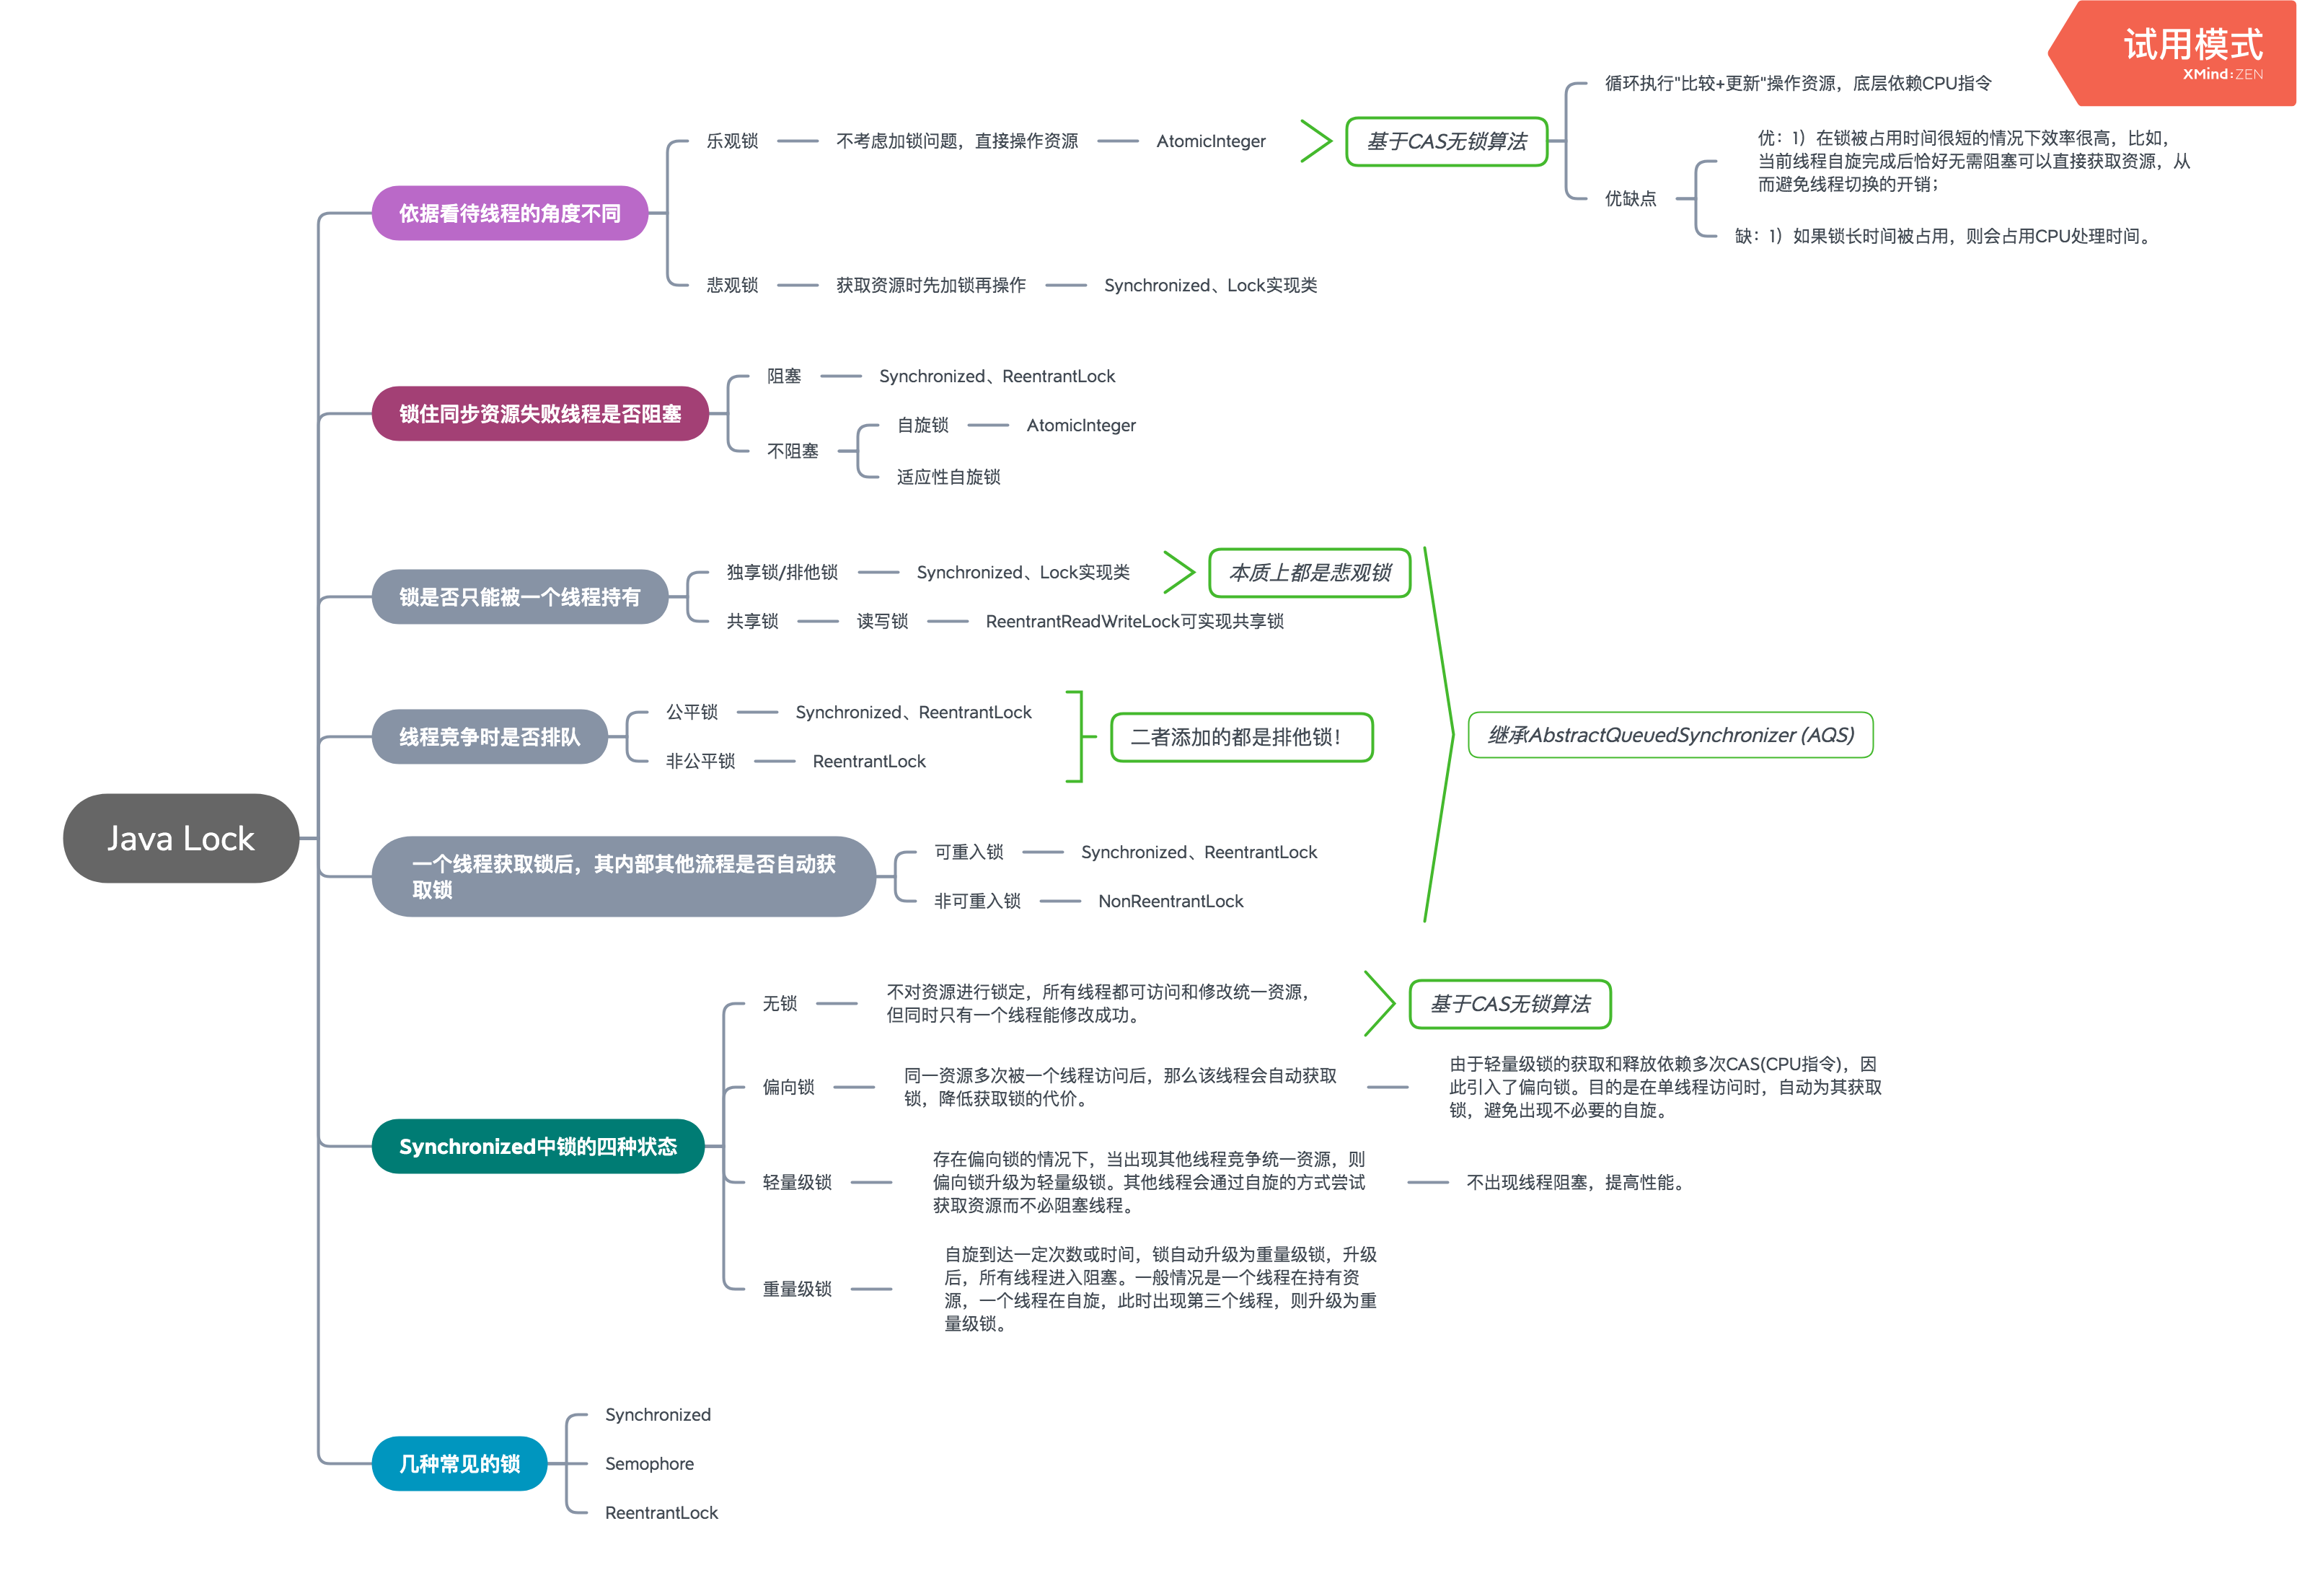 试用模式
XMind:ZEN
Java Lock
依据看待线程的角度不同
乐观锁
不考虑加锁问题，直接操作资源
AtomicInteger
基于CAS无锁算法
循环执行"比较+更新"操作资源，底层依赖CPU指令
优缺点
优：1）在锁被占用时间很短的情况下效率很高，比如，
当前线程自旋完成后恰好无需阻塞可以直接获取资源，从
而避免线程切换的开销；
缺：1）如果锁长时间被占用，则会占用CPU处理时间。
悲观锁
获取资源时先加锁再操作
Synchronized、Lock实现类
锁住同步资源失败线程是否阻塞
阻塞
Synchronized、ReentrantLock
不阻塞
自旋锁
AtomicInteger
适应性自旋锁
锁是否只能被一个线程持有
独享锁/排他锁
Synchronized、Lock实现类
本质上都是悲观锁
共享锁
读写锁
ReentrantReadWriteLock可实现共享锁
线程竞争时是否排队
公平锁
Synchronized、ReentrantLock
非公平锁
ReentrantLock
二者添加的都是排他锁！
继承AbstractQueuedSynchronizer (AQS)
一个线程获取锁后，其内部其他流程是否自动获
取锁
可重入锁
Synchronized、ReentrantLock
非可重入锁
NonReentrantLock
Synchronized中锁的四种状态
无锁
不对资源进行锁定，所有线程都可访问和修改统一资源，
但同时只有一个线程能修改成功。
基于CAS无锁算法
偏向锁
同一资源多次被一个线程访问后，那么该线程会自动获取
锁，降低获取锁的代价。
由于轻量级锁的获取和释放依赖多次CAS(CPU指令)，因
此引入了偏向锁。目的是在单线程访问时，自动为其获取
锁，避免出现不必要的自旋。
轻量级锁
存在偏向锁的情况下，当出现其他线程竞争统一资源，则
偏向锁升级为轻量级锁。其他线程会通过自旋的方式尝试
获取资源而不必阻塞线程。
不出现线程阻塞，提高性能。
重量级锁
自旋到达一定次数或时间，锁自动升级为重量级锁，升级
后，所有线程进入阻塞。一般情况是一个线程在持有资
源，一个线程在自旋，此时出现第三个线程，则升级为重
量级锁。
几种常见的锁
Synchronized
Semophore
ReentrantLock